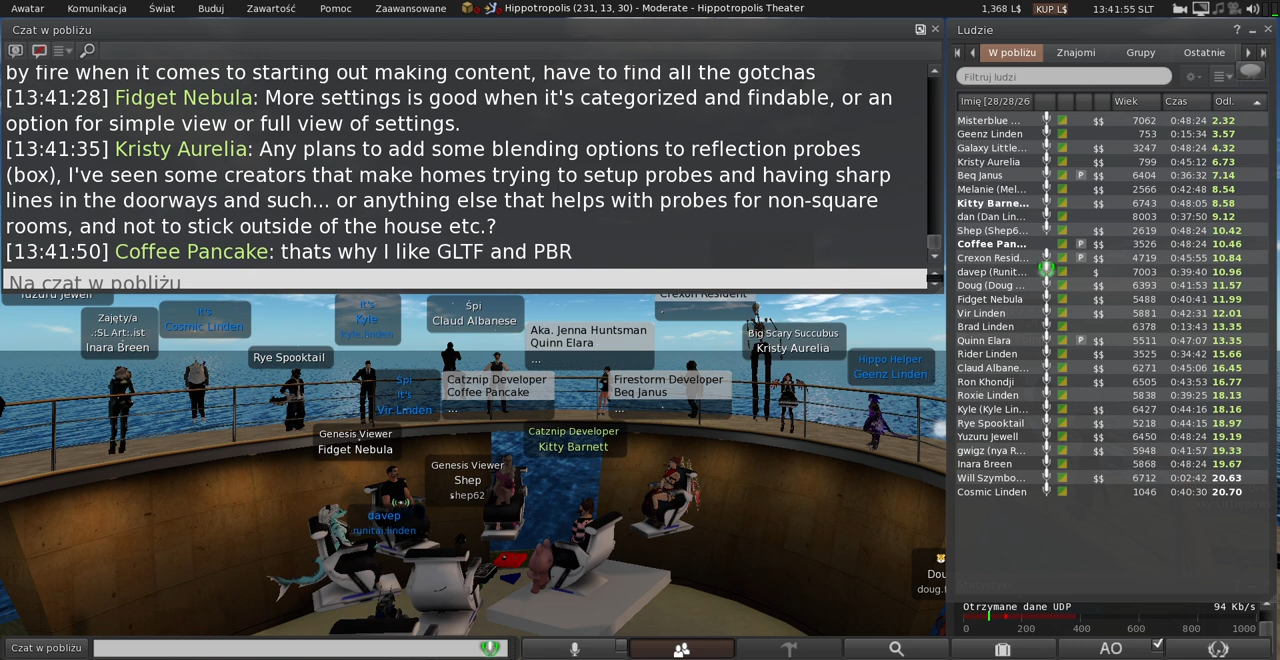 Awatar Komunikacja Świat Buduj Zawartość Pomoc Zaawansowane Hippotropolis (231, 13, 30) - Moderate - Hippotropolis Theater 1,368 L$ KUP L$ 13:41:55 SLT
Czat w pobliżu
by fire when it comes to starting out making content, have to find all the gotchas
[13:41:28] Fidget Nebula: More settings is good when it's categorized and findable, or an
option for simple view or full view of settings.
[13:41:35] Kristy Aurelia: Any plans to add some blending options to reflection probes
(box), I've seen some creators that make homes trying to setup probes and having sharp
lines in the doorways and such... or anything else that helps with probes for non-square
rooms, and not to stick outside of the house etc.?
[13:41:50] Coffee Pancake: thats why I like GLTF and PBR
Na czat w pobliżu
Yuzuru Jewell
Zajęty/a
.:SL Art:.ist
Inara Breen
It's
Cosmic Linden
It's
Kyle
kyle.linden
Śpi
Claud Albanese
Crexon Resident
.
Aka. Jenna Huntsman
Quinn Elara
...
Big Scary Succubus
Kristy Aurelia
Hippo Helper
Geenz Linden
Rye Spooktail
Śpi
It's
Vir Linden
Catznip Developer
Coffee Pancake
...
Firestorm Developer
Beq Janus
...
Genesis Viewer
Fidget Nebula
Catznip Developer
Kitty Barnett
Genesis Viewer
Shep
shep62
davep
runitai.linden
Dou
doug.
Czat w pobliżu
Ludzie
W pobliżu Znajomi Grupy Ostatnie
Filtruj ludzi
Imię [28/28/26 Wiek Czas Odl.
Misterblue ... $$ 7062 0:48:24 2.32
Geenz Linden 753 0:15:34 3.57
Galaxy Little... $$ 3247 0:48:24 4.32
Kristy Aurelia 799 0:45:12 6.73
Beq Janus P $$ 6404 0:36:32 7.14
Melanie (Mel... $$ 2566 0:42:48 8.54
Kitty Barne... $$ 6743 0:48:05 8.58
dan (Dan Lin... 8003 0:37:50 9.12
Shep (Shep6... $$ 2619 0:48:24 10.42
Coffee Pan... P $$ 3526 0:48:24 10.46
Crexon Resid... P $$ 4719 0:45:55 10.84
davep (Runit... $ 7003 0:39:40 10.96
Doug (Doug ... $$ 6393 0:41:53 11.57
Fidget Nebula $$ 5488 0:40:41 11.99
Vir Linden $$ 5881 0:42:31 12.01
Brad Linden 6378 0:13:43 13.35
Quinn Elara P $$ 5511 0:47:07 13.35
Rider Linden $$ 3525 0:34:42 15.66
Claud Albane... $$ 6271 0:45:06 16.45
Ron Khondji $$ 6505 0:43:53 16.77
Roxie Linden 5838 0:39:25 18.13
Kyle (Kyle Lin... $$ 6427 0:44:16 18.16
Rye Spooktail $$ 5218 0:44:15 18.97
Yuzuru Jewell $$ 6450 0:48:24 19.19
gwigz (nya R... $$ 5948 0:41:57 19.33
Inara Breen 5868 0:48:24 19.67
Will Szymbo... $$ 6712 0:02:42 20.63
Cosmic Linden 1046 0:40:30 20.70
Otrzymane dane UDP 94 Kb/s
0 200 400 600 800 1000
AO